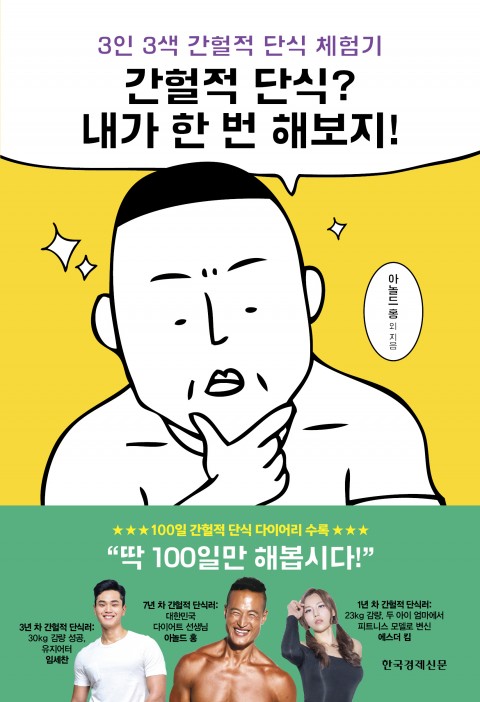 3인 3색 간헐적 단식 체험기
간헐적 단식?
내가 한 번 해보지!
아놀드 홍 외 지음
★★★100일 간헐적 단식 다이어리 수록 ★★★
“딱 100일만 해봅시다!”
3년 차 간헐적 단식러:
30kg 감량 성공,
유지어터
임세찬
7년 차 간헐적 단식러:
대한민국
다이어트 선생님
아놀드 홍
1년 차 간헐적 단식러:
23kg 감량, 두 아이 엄마에서
피트니스 모델로 변신
에스더 킴
한국경제신문